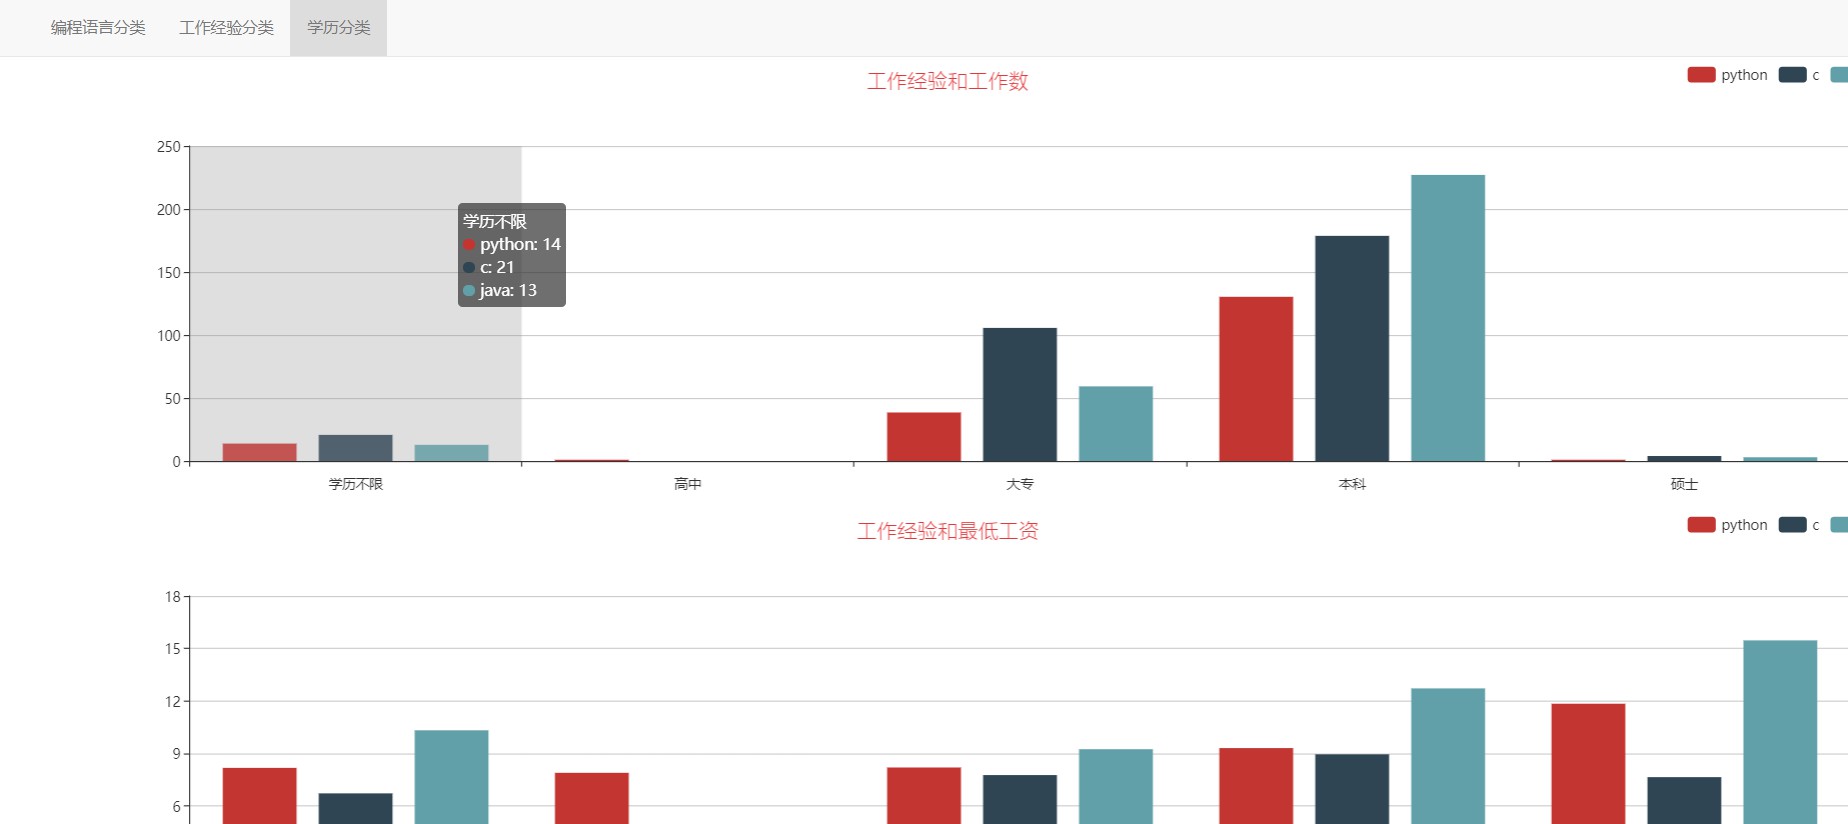 编程语言分类 工作经验分类 学历分类
工作经验和工作数
python c
250
200
学历不限
python: 14
c: 21
java: 13
150
100
50
0
学历不限 高中 大专 本科 硕士
工作经验和最低工资
python c
18
15
12
9
6